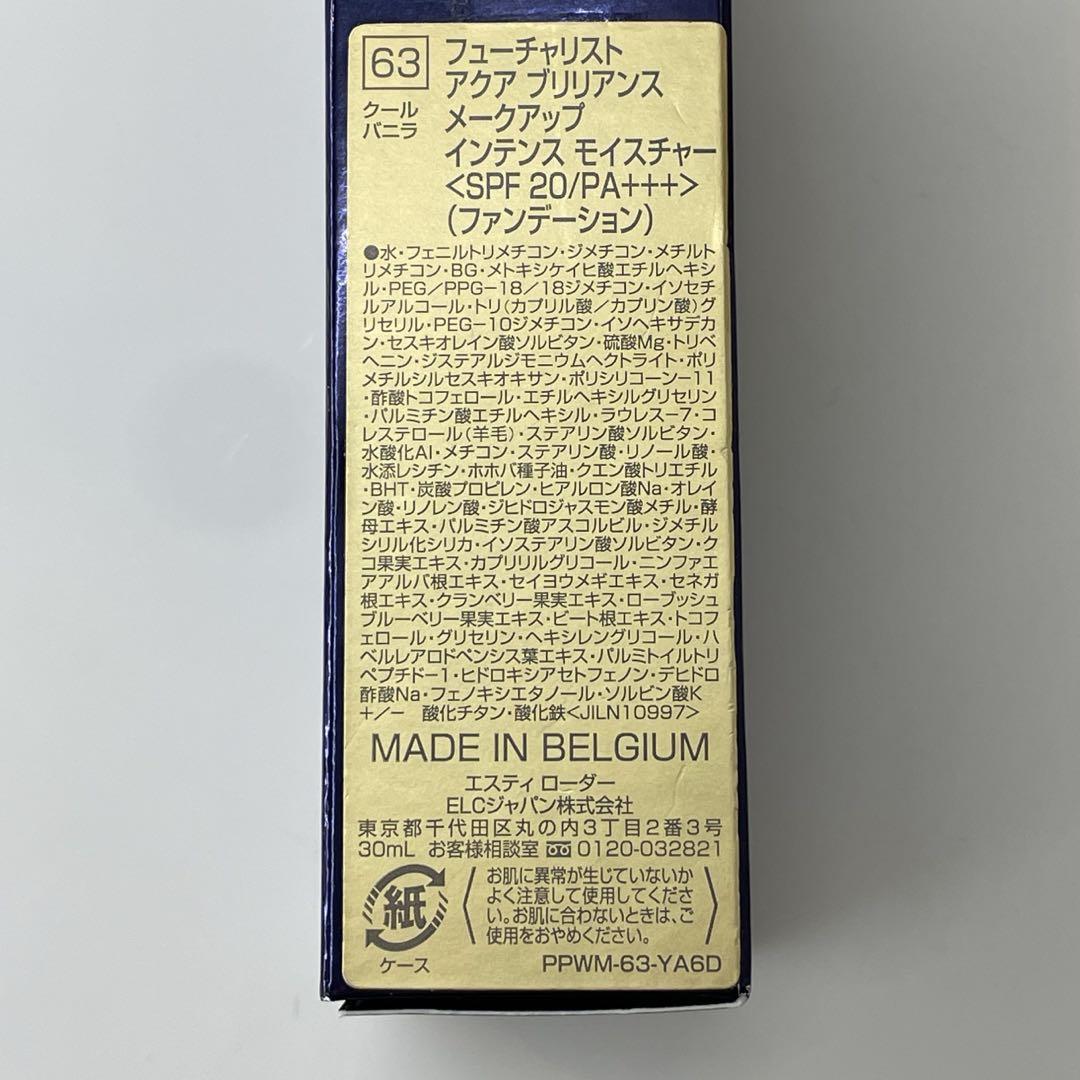 63
クール
バニラ
フューチャリスト
アクア ブリリアンス
メークアップ
インテンス モイスチャー
<SPF 20/PA+++>
(ファンデーション)
●水・フェニルトリメチコン・ジメチコン・メチルト
リメチコン・BG・メトキシケイヒ酸エチルヘキシ
ル・PEG/PPG-18/18ジメチコン・イソセチ
ルアルコール・トリ(カプリル酸/カプリン酸)グ
リセリル・PEG-10ジメチコン・イソヘキサデカ
ン・セスキオレイン酸ソルビタン・硫酸Mg・トリベ
ヘニン・ジステアルジモニウムヘクトライト・ポリ
メチルシルセスキオキサン・ポリシリコーン-11
・酢酸トコフェロール・エチルヘキシルグリセリン
・パルミチン酸エチルヘキシル・ラウレス-7・コ
レステロール(羊毛)・ステアリン酸ソルビタン・
水酸化Al・メチコン・ステアリン酸・リノール酸・
水添レシチン・ホホバ種子油・クエン酸トリエチル
・BHT・炭酸プロピレン・ヒアルロン酸Na・オレイ
ン酸・リノレン酸・ジヒドロジャスモン酸メチル・酵
母エキス・パルミチン酸アスコルビル・ジメチル
シリル化シリカ・イソステアリン酸ソルビタン・ク
コ果実エキス・カプリリルグリコール・ニンファエ
アアルバ根エキス・セイヨウメギエキス・セネガ
根エキス・クランベリー果実エキス・ローブッシュ
ブルーベリー果実エキス・ビート根エキス・トコフ
ェロール・グリセリン・ヘキシレングリコール・ハ
ベルレアロドペンシス葉エキス・パルミトイルトリ
ペプチド-1・ヒドロキシアセトフェノン・デヒドロ
酢酸Na・フェノキシエタノール・ソルビン酸K
+/- 酸化チタン・酸化鉄<JILN10997>
MADE IN BELGIUM
エスティ ローダー
ELCジャパン株式会社
東京都千代田区丸の内3丁目2番3号
30mL お客様相談室 0120-032821
紙
ケース
お肌に異常が生じていないか
よく注意して使用してくださ
い。お肌に合わないときは、ご
使用をおやめください。
PPWM-63-YA6D